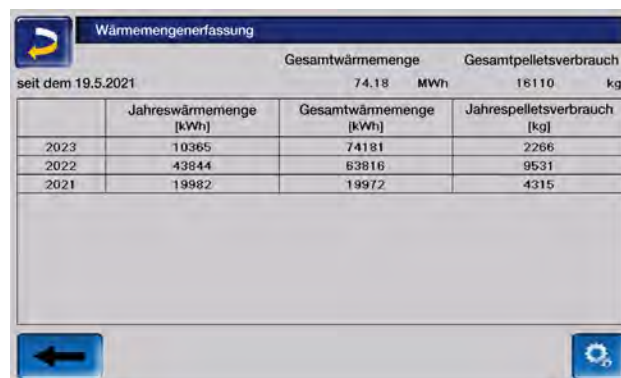 Wärmemengenerfassung
Gesamtwärmemenge Gesamtpelletsverbrauch
seit dem 19.5.2021 74.18 MWh 16110 kg
Jahreswärmemenge [kWh] Gesamtwärmemenge [kWh] Jahrespelletsverbrauch [kg]
2023 10365 74181 2266
2022 43844 63816 9531
2021 19982 19972 4315